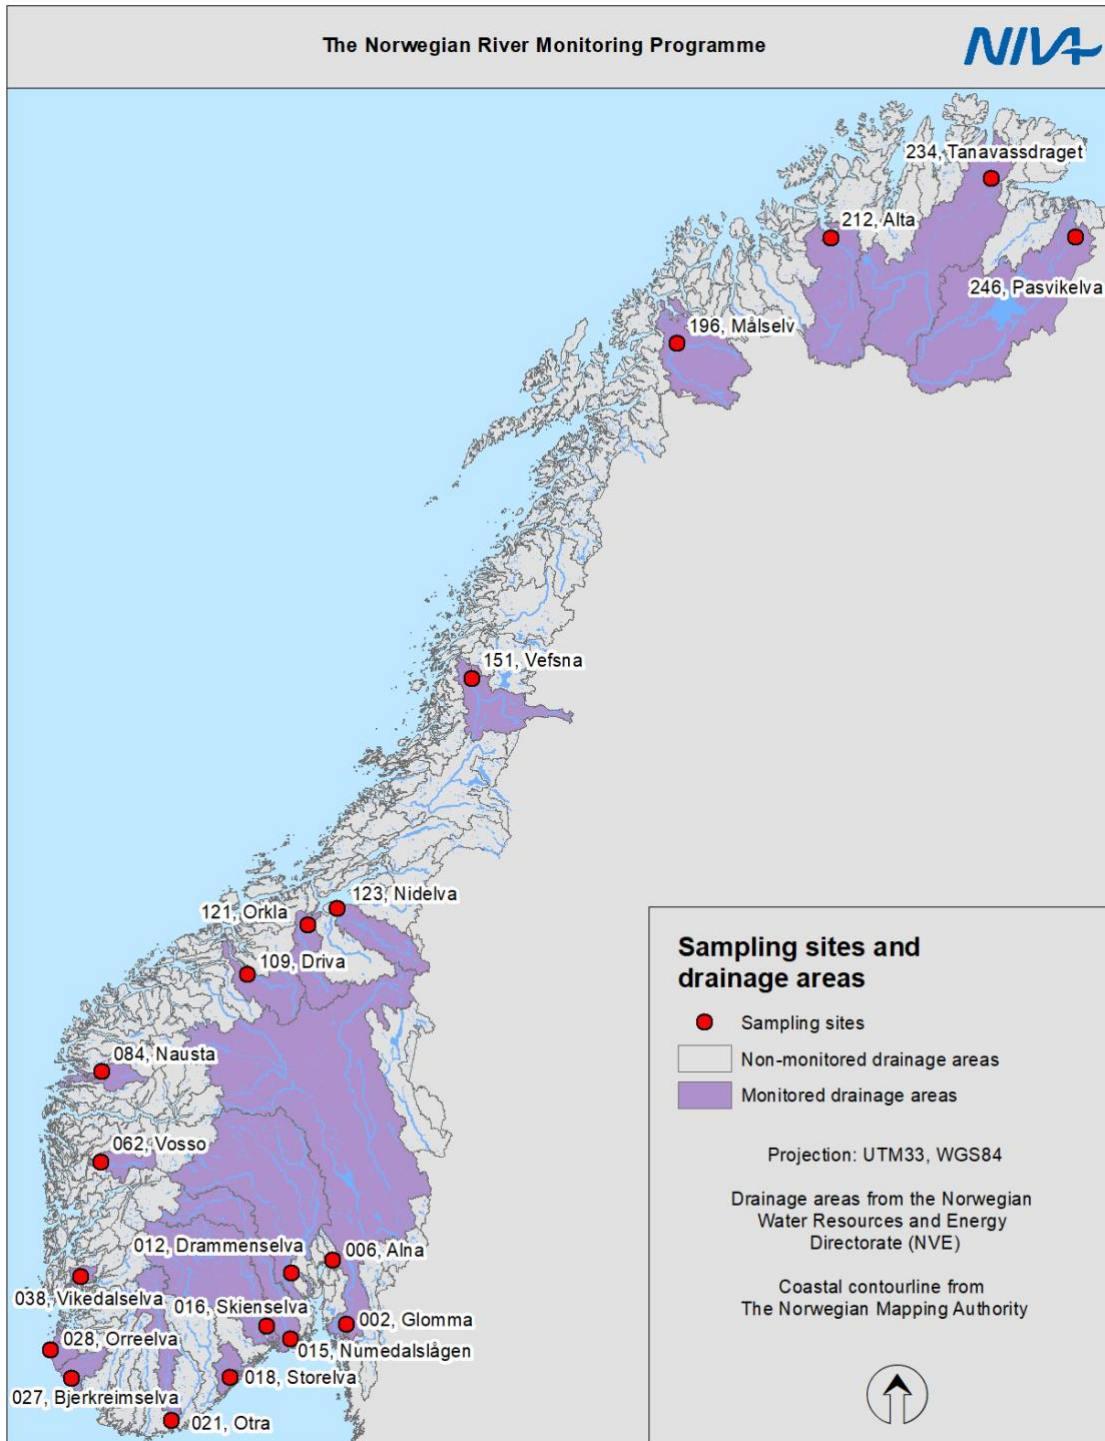 The Norwegian River Monitoring Programme
NIVA
234, Tanavassdraget
212, Alta
246, Pasvikelva
196, Målselv
151, Vefsna
123, Nidelva
121, Orkla
109, Driva
084, Nausta
062, Vosso
012, Drammenselva
006, Alna
038, Vikedalselva
016, Skienselva
002, Glomma
028, Orreelva
015, Numedalslågen
018, Storelva
027, Bjerkreimselva
021, Otra
Sampling sites and
drainage areas
Sampling sites
Non-monitored drainage areas
Monitored drainage areas
Projection: UTM33, WGS84
Drainage areas from the Norwegian
Water Resources and Energy
Directorate (NVE)
Coastal contourline from
The Norwegian Mapping Authority